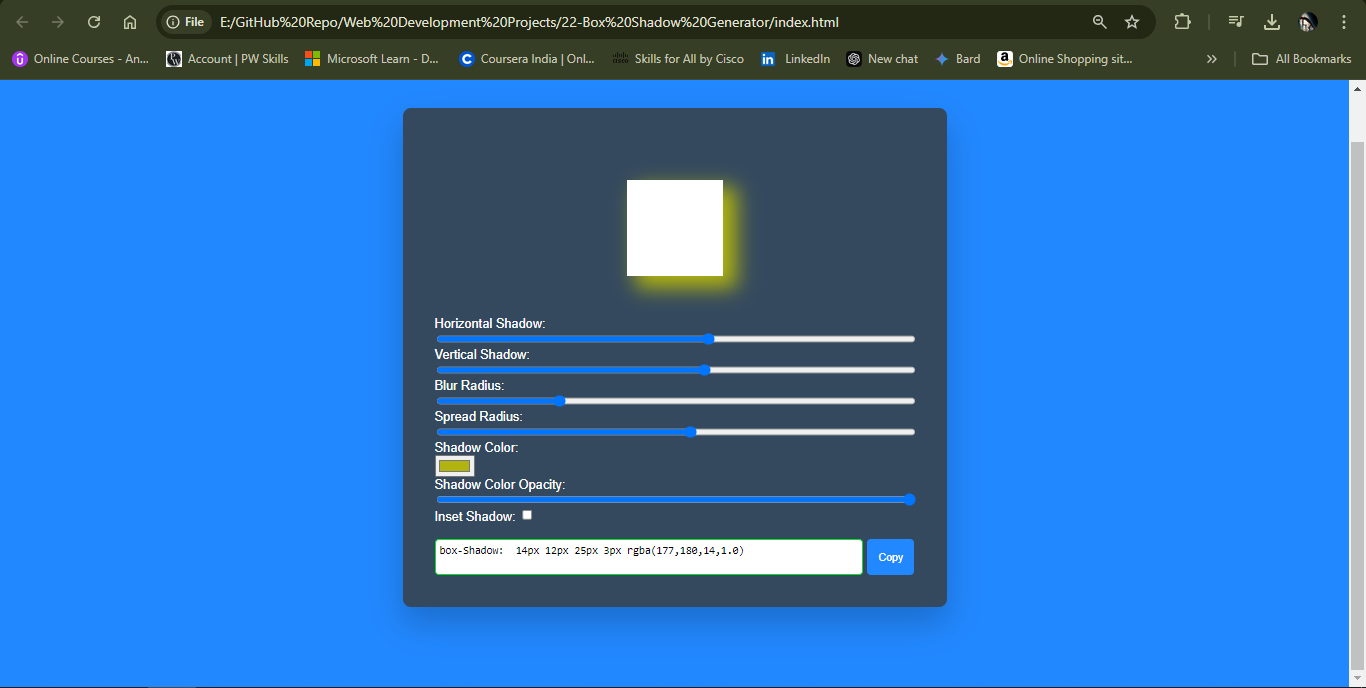 File E:/GitHub%20Repo/Web%20Development%20Projects/22-Box%20Shadow%20Generator/index.html
Online Courses - An... Account | PW Skills Microsoft Learn - D... Coursera India | Onl... Skills for All by Cisco LinkedIn New chat Bard Online Shopping sit... All Bookmarks
Horizontal Shadow:
Vertical Shadow:
Blur Radius:
Spread Radius:
Shadow Color:
Shadow Color Opacity:
Inset Shadow:
box-Shadow:  14px 12px 25px 3px rgba(177,180,14,1.0)
Copy